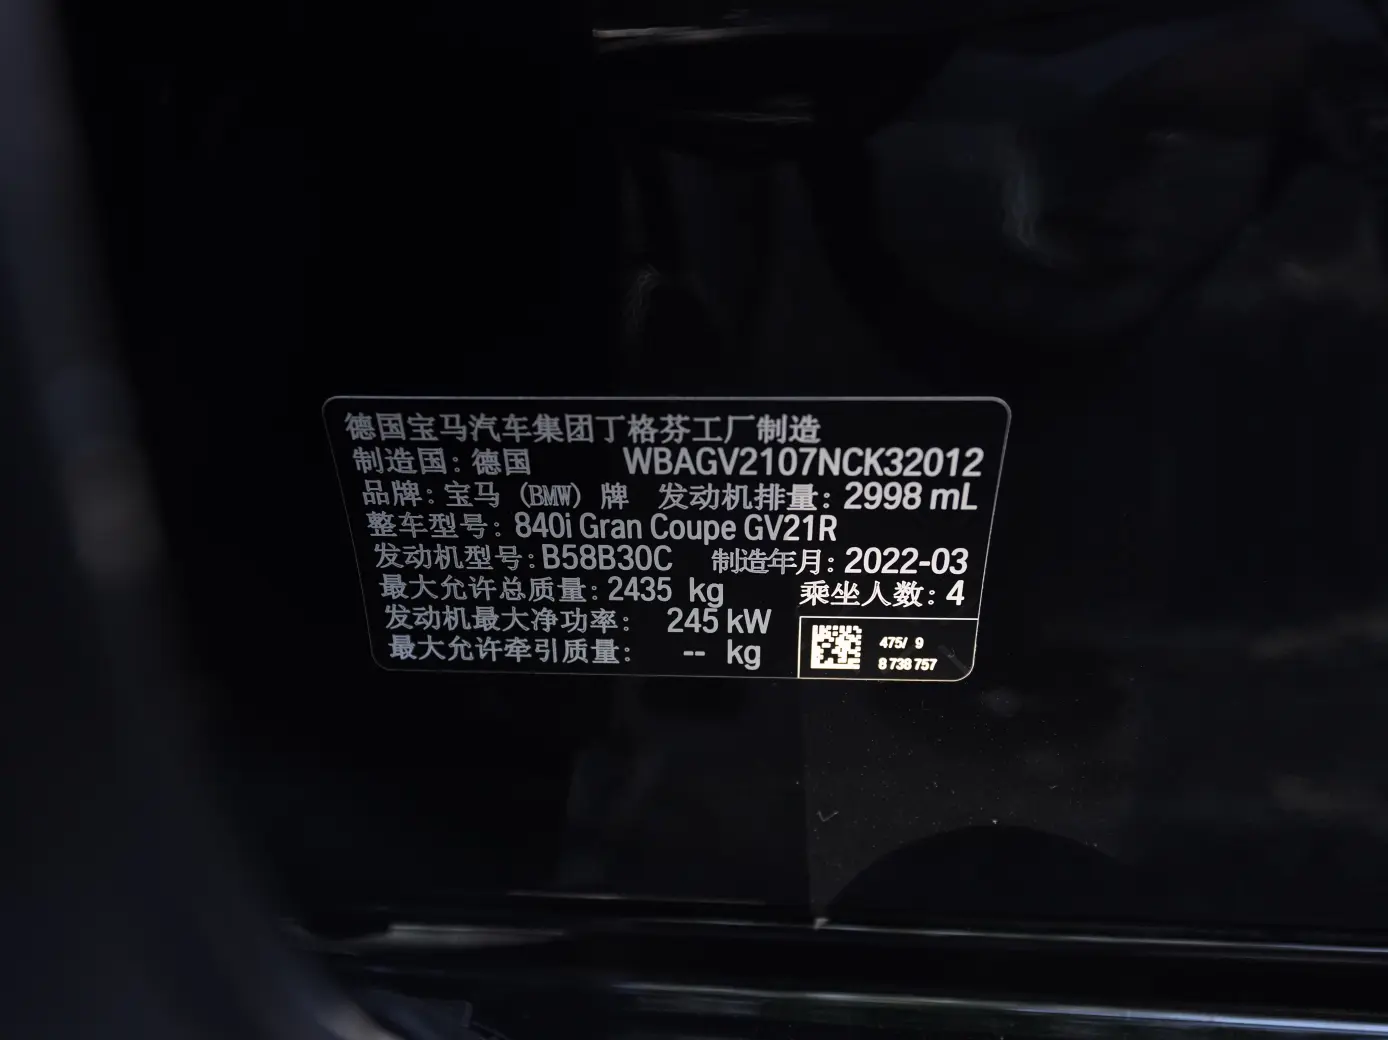 德国宝马汽车集团丁格芬工厂制造
制造国：德国 WBAGV2107NCK32012
品牌：宝马 (BMW) 牌 发动机排量：2998 mL
整车型号：840i Gran Coupe GV21R
发动机型号：B58B30C 制造年月：2022-03
最大允许总质量：2435 kg 乘坐人数：4
发动机最大净功率： 245 kW
最大允许牵引质量： -- kg
475/ 9
8 738 757